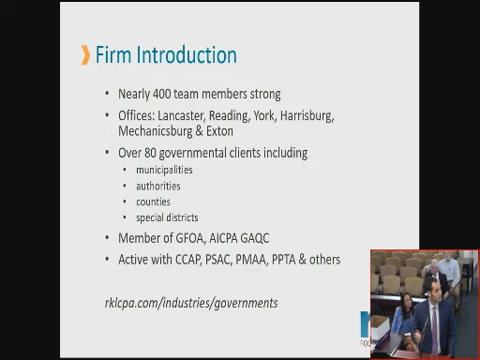 Firm Introduction
• Nearly 400 team members strong
• Offices: Lancaster, Reading, York, Harrisburg,
Mechanicsburg & Exton
• Over 80 governmental clients including
• municipalities
• authorities
• counties
• special districts
• Member of GFOA, AICPA GAQC
• Active with CCAP, PSAC, PMAA, PPTA & others
rklcpa.com/industries/governments